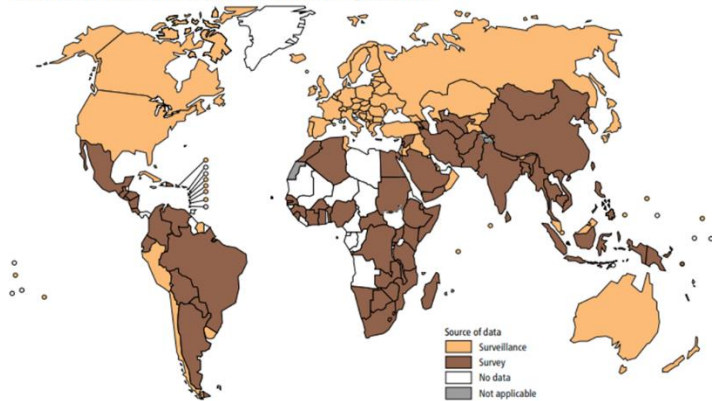 Source of data
Surveillance
Survey
No data
Not applicable